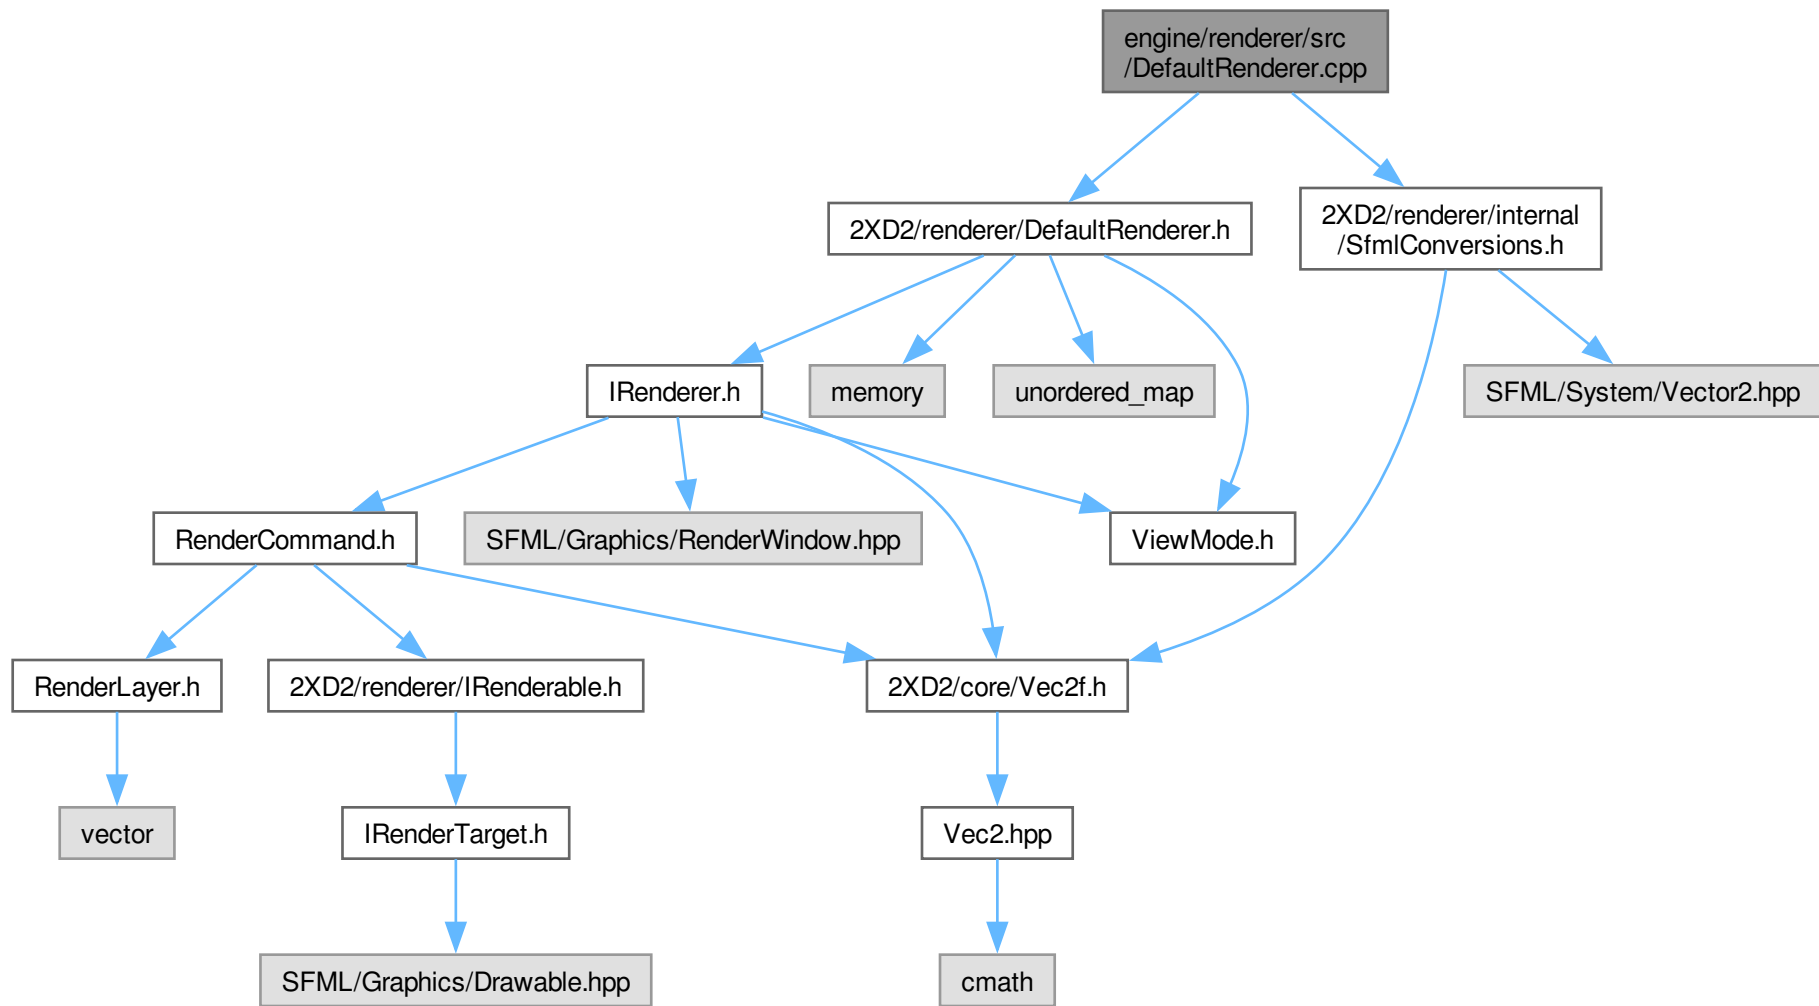 engine/renderer/src
/DefaultRenderer.cpp
2XD2/renderer/DefaultRenderer.h
2XD2/renderer/internal
/SfmlConversions.h
IRenderer.h
memory
unordered_map
SFML/System/Vector2.hpp
RenderCommand.h
SFML/Graphics/RenderWindow.hpp
ViewMode.h
RenderLayer.h
2XD2/renderer/IRenderable.h
2XD2/core/Vec2f.h
vector
IRenderTarget.h
Vec2.hpp
SFML/Graphics/Drawable.hpp
cmath